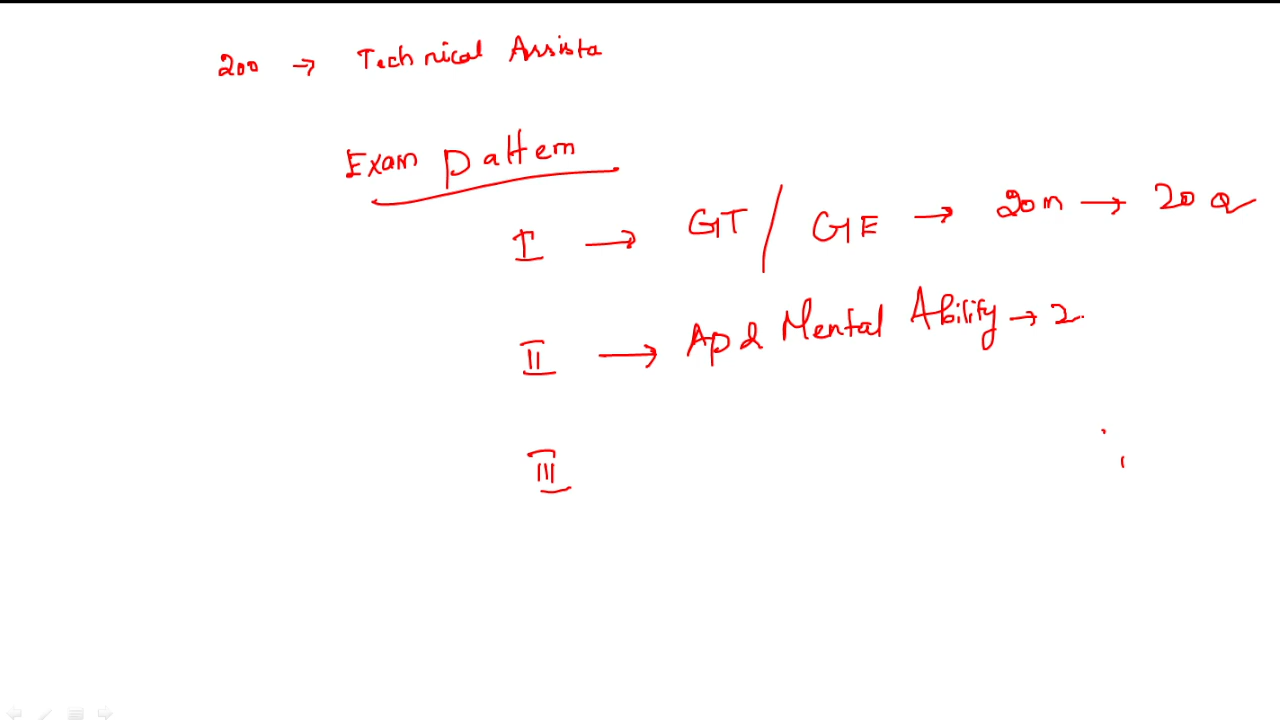 200 → Technical Assista
Exam pattern
I → GT / GE → 20m → 20 Q
II → Ap & Mental Ability → 2
III